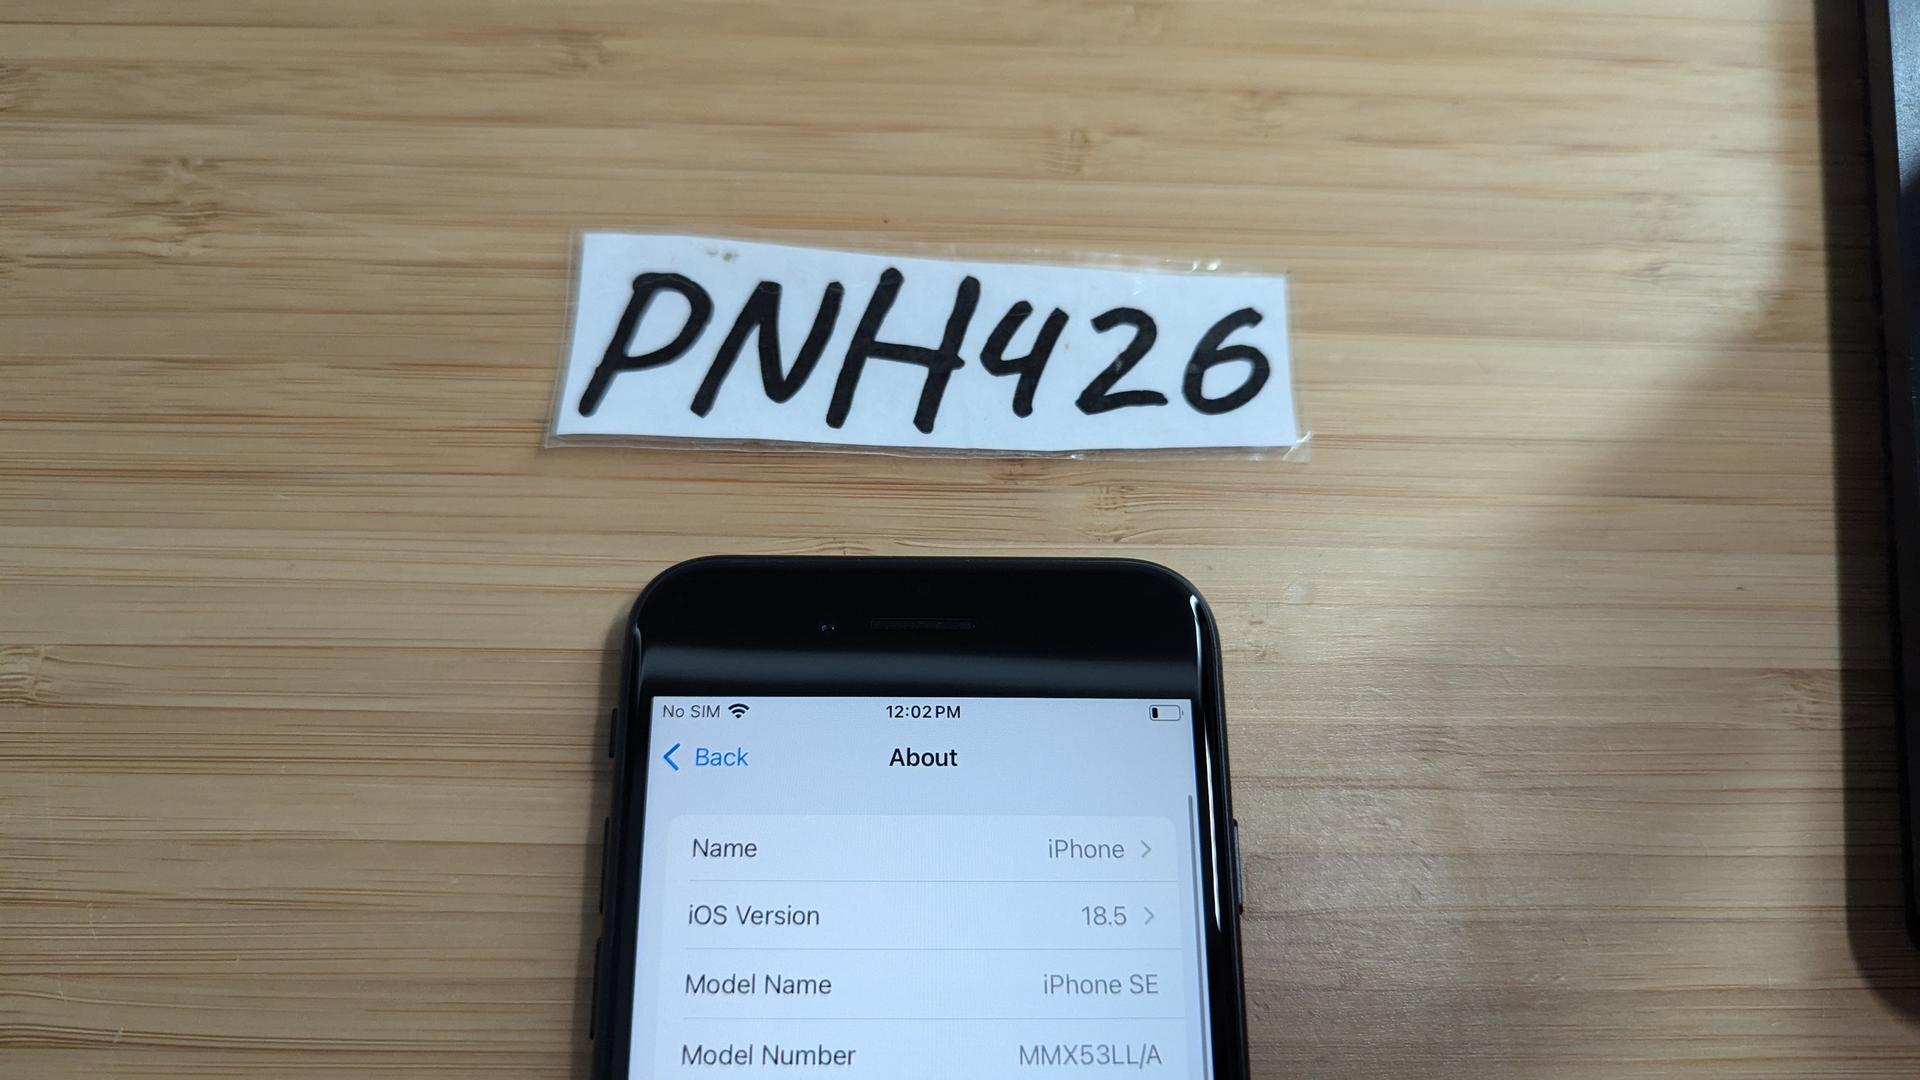 PNH426
No SIM 12:02 PM
Back About
Name iPhone
iOS Version 18.5
Model Name iPhone SE
Model Number MMX53LL/A